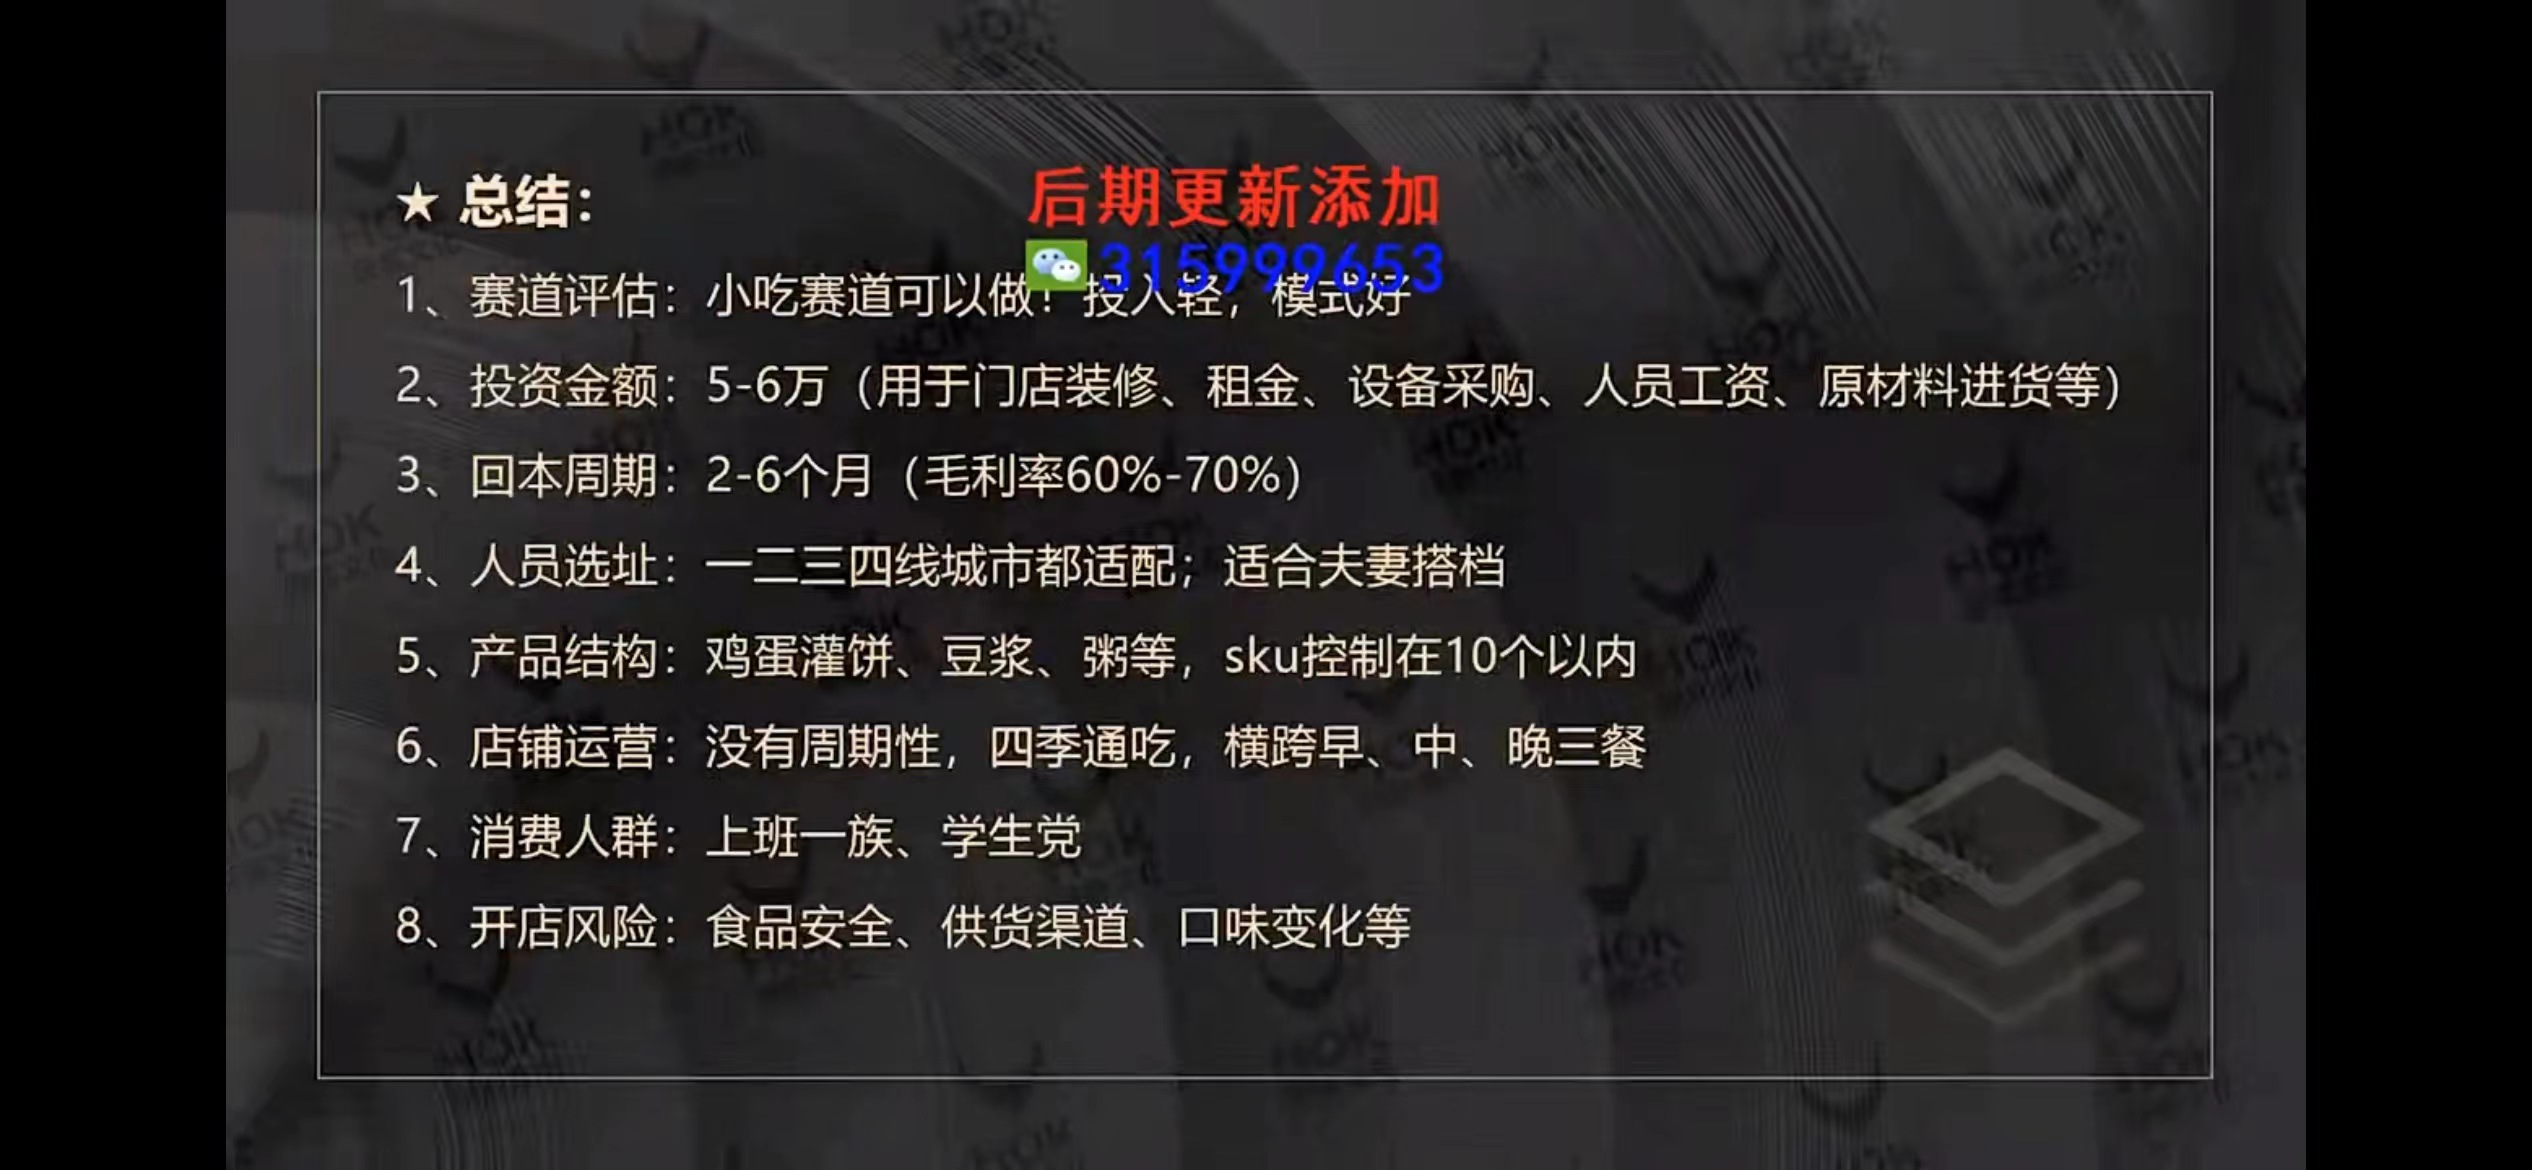 后期更新添加
315999653
★ 总结：
1、赛道评估：小吃赛道可以做！投入轻，模式好
2、投资金额：5-6万（用于门店装修、租金、设备采购、人员工资、原材料进货等）
3、回本周期：2-6个月（毛利率60%-70%）
4、人员选址：一二三四线城市都适配；适合夫妻搭档
5、产品结构：鸡蛋灌饼、豆浆、粥等，sku控制在10个以内
6、店铺运营：没有周期性，四季通吃，横跨早、中、晚三餐
7、消费人群：上班一族、学生党
8、开店风险：食品安全、供货渠道、口味变化等